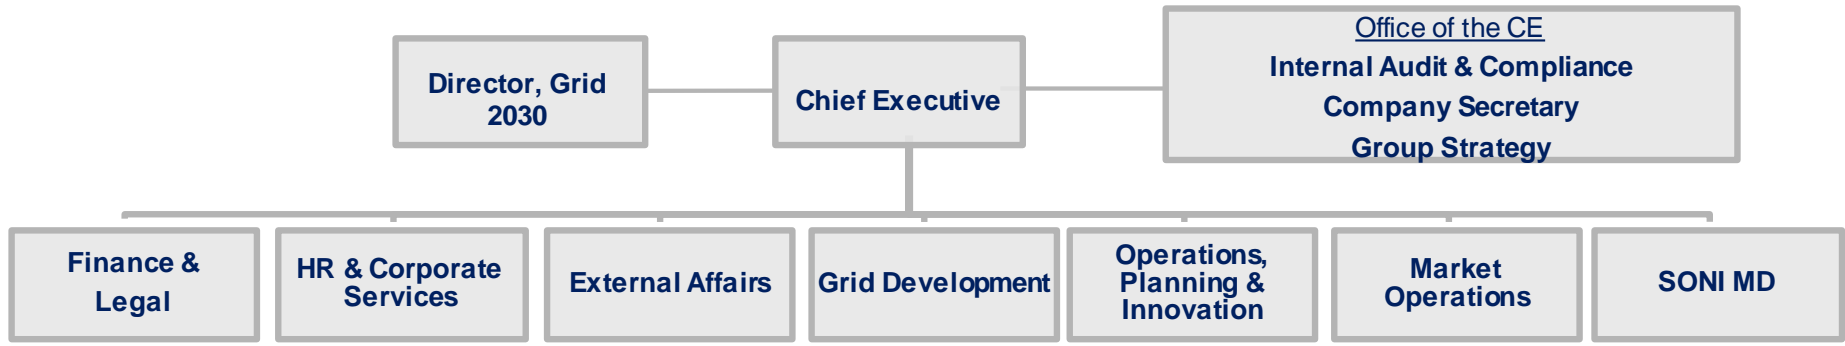 Office of the CE
Internal Audit & Compliance
Company Secretary
Group Strategy
Director, Grid
2030
Chief Executive
Finance &
Legal
HR & Corporate
Services
External Affairs
Grid Development
Operations,
Planning &
Innovation
Market
Operations
SONI MD